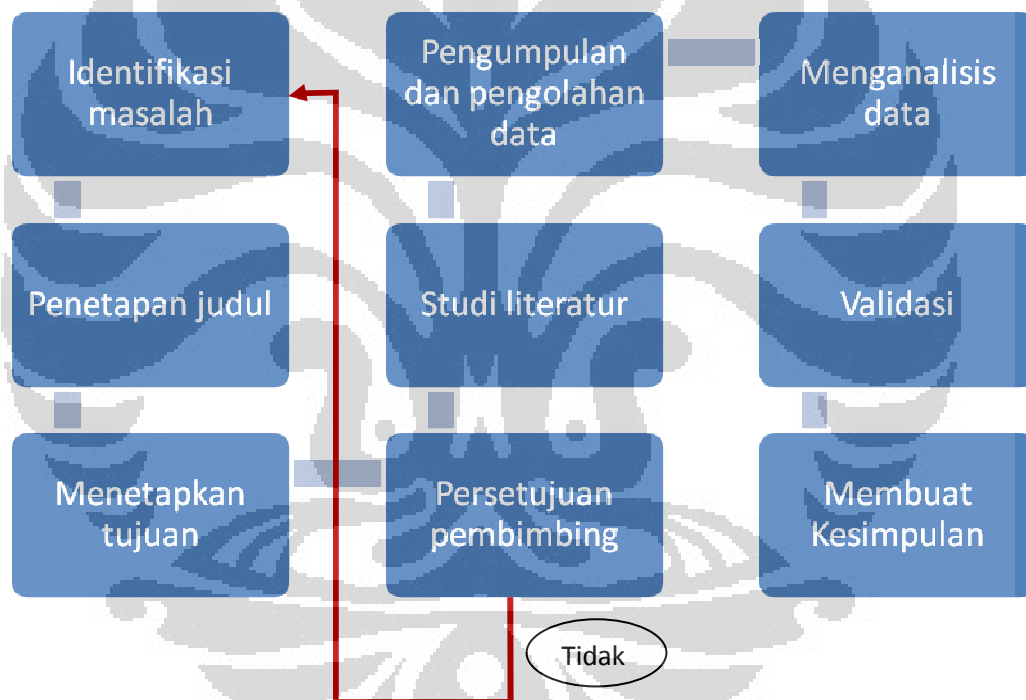 Identifikasi
masalah
Pengumpulan
dan pengolahan
data
Menganalisis
data
Penetapan judul
Studi literatur
Validasi
Menetapkan
tujuan
Persetujuan
pembimbing
Membuat
Kesimpulan
Tidak